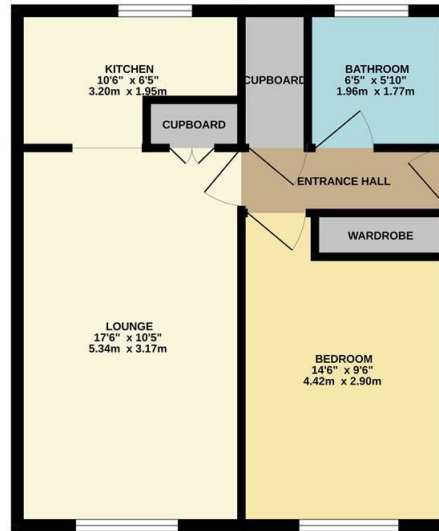 KITCHEN
10'6" x 6'5"
3.20m x 1.95m
CUPBOARD
CUPBOARD
BATHROOM
6'5" x 5'10"
1.96m x 1.77m
ENTRANCE HALL
WARDROBE
LOUNGE
17'6" x 10'5"
5.34m x 3.17m
BEDROOM
14'6" x 9'6"
4.42m x 2.90m